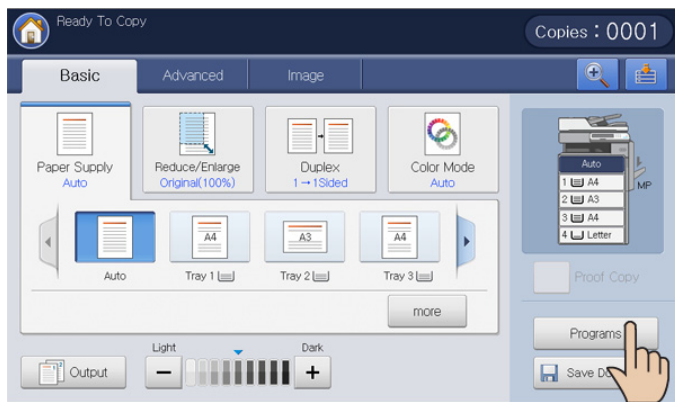 Ready To Copy
Copies : 0001
Basic
Advanced
Image
Paper Supply
Auto
Reduce/Enlarge
Original(100%)
Duplex
1→1Sided
Color Mode
Auto
A4
A3
A4
Auto
Tray 1
Tray 2
Tray 3
more
Auto
1 A4
2 A3
3 A4
4 Letter
MP
Proof Copy
Light
Dark
Output
Programs
Save